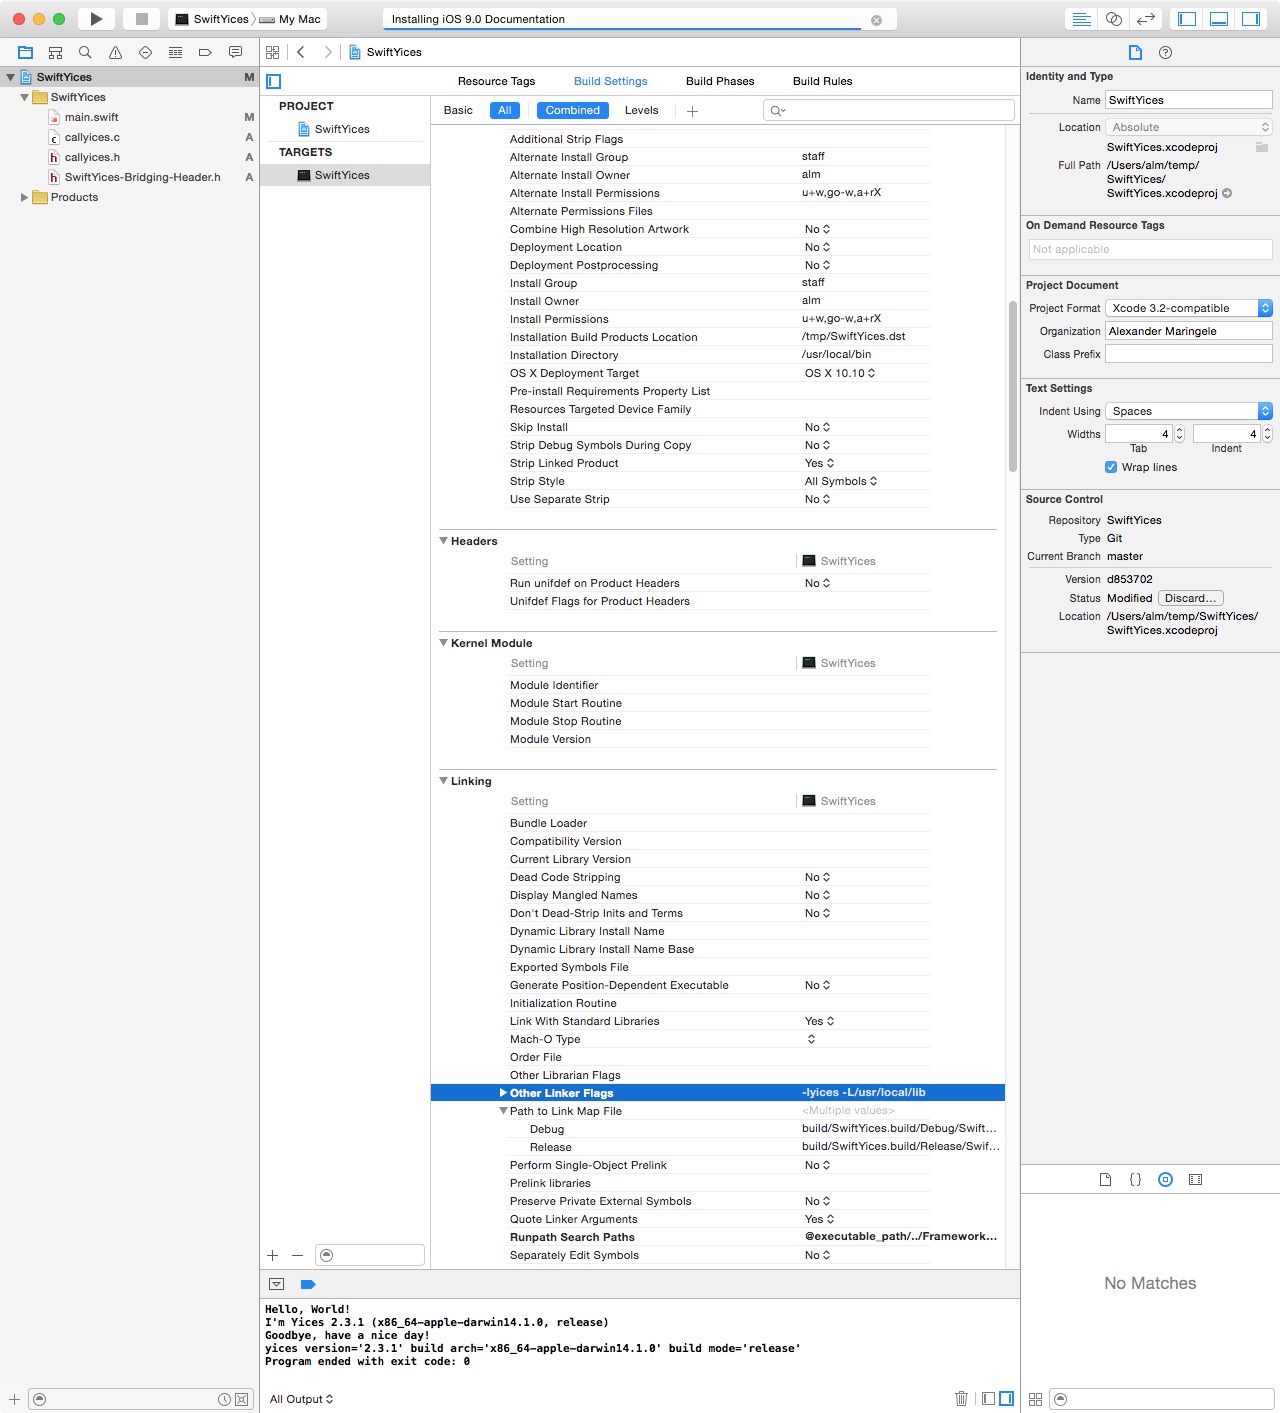 SwiftYices My Mac
Installing iOS 9.0 Documentation
SwiftYices
SwiftYices M
SwiftYices
main.swift M
callyices.c A
callyices.h A
SwiftYices-Bridging-Header.h A
Products
Resource Tags Build Settings Build Phases Build Rules
PROJECT
SwiftYices
TARGETS
SwiftYices
Basic All Combined Levels
Additional Strip Flags
Alternate Install Group staff
Alternate Install Owner alm
Alternate Install Permissions u+w,go-w,a+rX
Alternate Permissions Files
Combine High Resolution Artwork No
Deployment Location No
Deployment Postprocessing No
Install Group staff
Install Owner alm
Install Permissions u+w,go-w,a+rX
Installation Build Products Location /tmp/SwiftYices.dst
Installation Directory /usr/local/bin
OS X Deployment Target OS X 10.10
Pre-install Requirements Property List
Resources Targeted Device Family
Skip Install No
Strip Debug Symbols During Copy No
Strip Linked Product Yes
Strip Style All Symbols
Use Separate Strip No
Headers
Setting SwiftYices
Run unifdef on Product Headers No
Unifdef Flags for Product Headers
Kernel Module
Setting SwiftYices
Module Identifier
Module Start Routine
Module Stop Routine
Module Version
Linking
Setting SwiftYices
Bundle Loader
Compatibility Version
Current Library Version
Dead Code Stripping No
Display Mangled Names No
Don't Dead-Strip Inits and Terms No
Dynamic Library Install Name
Dynamic Library Install Name Base
Exported Symbols File
Generate Position-Dependent Executable No
Initialization Routine
Link With Standard Libraries Yes
Mach-O Type
Order File
Other Librarian Flags
Other Linker Flags -lyices -L/usr/local/lib
Path to Link Map File <Multiple values>
Debug build/SwiftYices.build/Debug/Swift...
Release build/SwiftYices.build/Release/Swif...
Perform Single-Object Prelink No
Prelink libraries
Preserve Private External Symbols No
Quote Linker Arguments Yes
Runpath Search Paths @executable_path/../Framework...
Separately Edit Symbols No
Hello, World!
I'm Yices 2.3.1 (x86_64-apple-darwin14.1.0, release)
Goodbye, have a nice day!
yices version='2.3.1' build arch='x86_64-apple-darwin14.1.0' build mode='release'
Program ended with exit code: 0
All Output
Identity and Type
Name SwiftYices
Location Absolute
SwiftYices.xcodeproj
Full Path /Users/alm/temp/
SwiftYices/
SwiftYices.xcodeproj
On Demand Resource Tags
Not applicable
Project Document
Project Format Xcode 3.2-compatible
Organization Alexander Maringele
Class Prefix
Text Settings
Indent Using Spaces
Widths 4 4
Tab Indent
Wrap lines
Source Control
Repository SwiftYices
Type Git
Current Branch master
Version d853702
Status Modified Discard...
Location /Users/alm/temp/SwiftYices/
SwiftYices.xcodeproj
No Matches